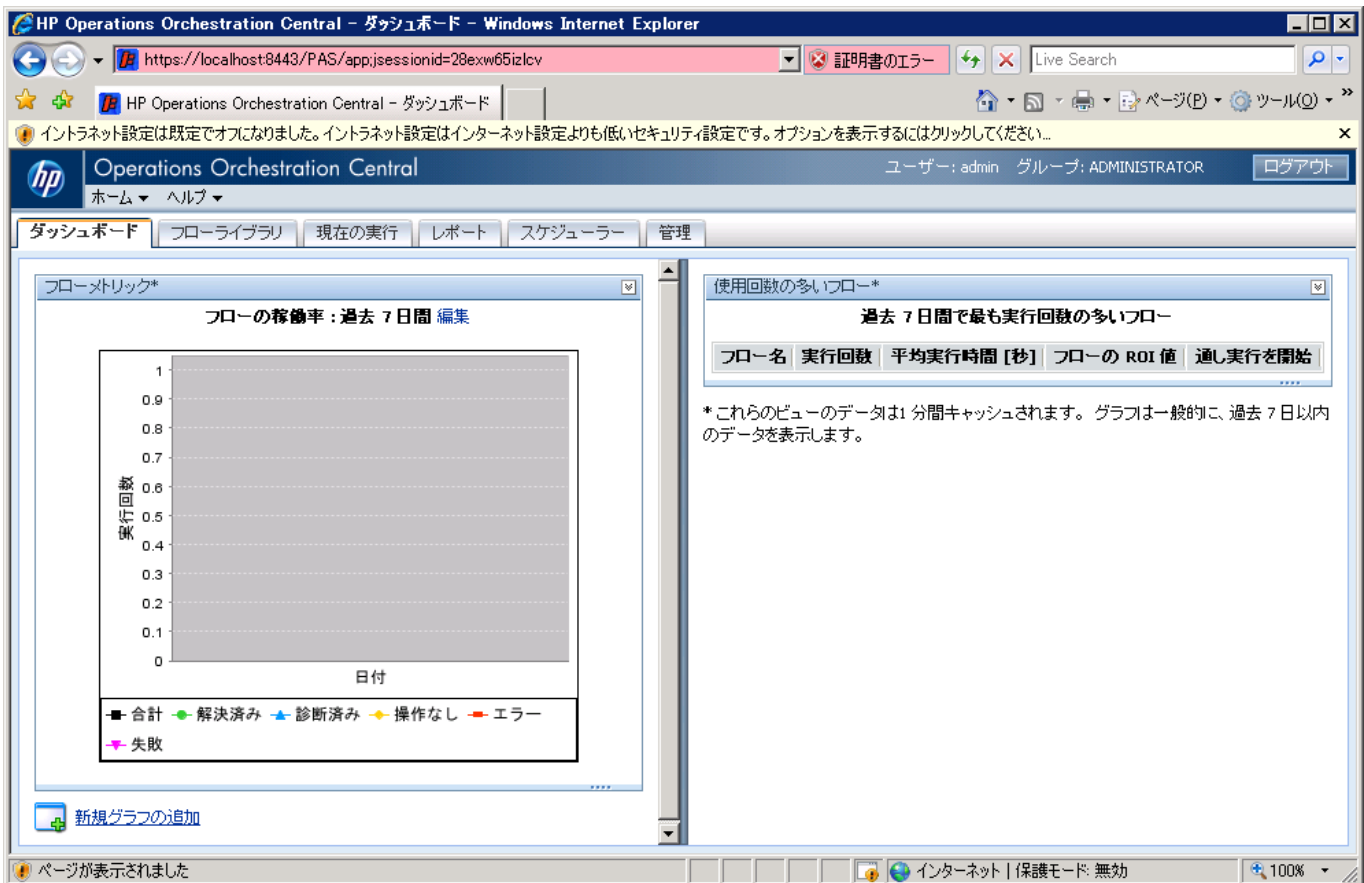 HP Operations Orchestration Central - ダッシュボード - Windows Internet Explorer
https://localhost:8443/PAS/app;jsessionid=28exw65izlcv
証明書のエラー
Live Search
HP Operations Orchestration Central - ダッシュボード
ページ(P)
ツール(O)
イントラネット設定は既定でオフになりました。イントラネット設定はインターネット設定よりも低いセキュリティ設定です。オプションを表示するにはクリックしてください...
hp
Operations Orchestration Central
ユーザー: admin グループ: ADMINISTRATOR
ログアウト
ホーム ヘルプ
ダッシュボード フローライブラリ 現在の実行 レポート スケジューラー 管理
フローメトリック*
フローの稼働率 : 過去 7 日間 編集
1
0.9
0.8
0.7
0.6
0.5
0.4
0.3
0.2
0.1
0
実行回数
日付
合計 解決済み 診断済み 操作なし エラー
失敗
新規グラフの追加
使用回数の多いフロー*
過去 7 日間で最も実行回数の多いフロー
フロー名 実行回数 平均実行時間 [秒] フローの ROI 値 通し実行を開始
* これらのビューのデータは1 分間キャッシュされます。 グラフは一般的に、過去 7 日以内
のデータを表示します。
ページが表示されました
インターネット | 保護モード: 無効
100%